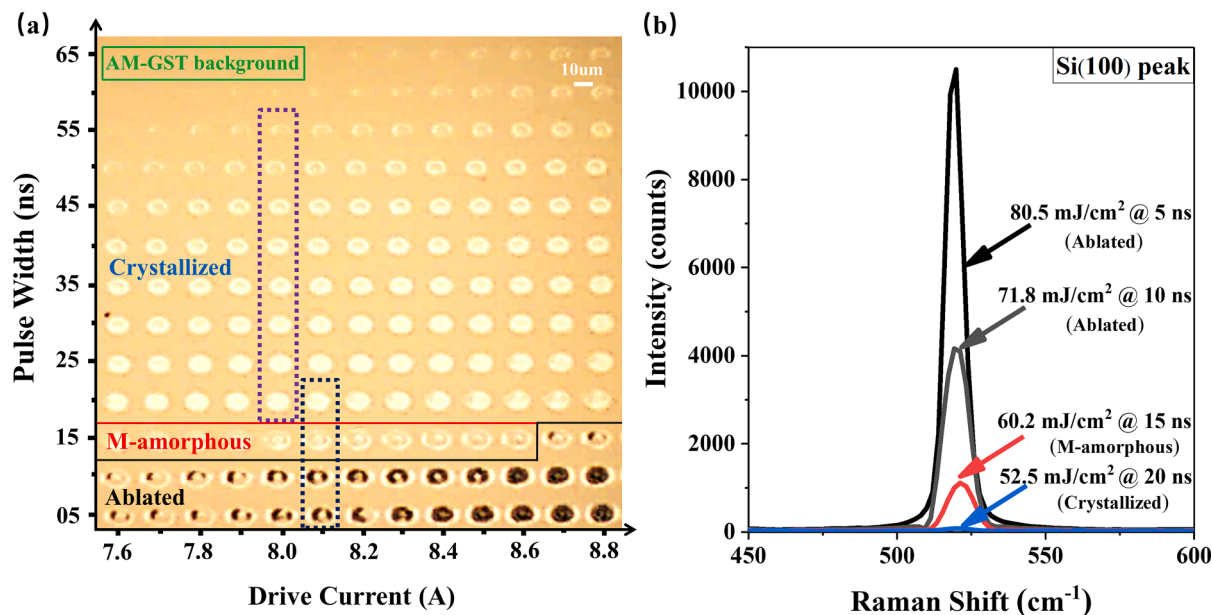 (a)
AM-GST background
10um
Pulse Width (ns)
65
55
45
35
25
15
05
Crystallized
M-amorphous
Ablated
7.6 7.8 8.0 8.2 8.4 8.6 8.8
Drive Current (A)
(b)
Si(100) peak
Intensity (counts)
10000
8000
6000
4000
2000
0
80.5 mJ/cm² @ 5 ns
(Ablated)
71.8 mJ/cm² @ 10 ns
(Ablated)
60.2 mJ/cm² @ 15 ns
(M-amorphous)
52.5 mJ/cm² @ 20 ns
(Crystallized)
450 500 550 600
Raman Shift (cm⁻¹)